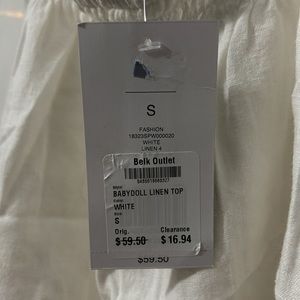 S
FASHION
18323SPW000020
WHITE
LINEN 4
Belk Outlet
BABYDOLL LINEN TOP
WHITE
Size
S
Orig. Clearance
$59.50 $16.94
$59.50